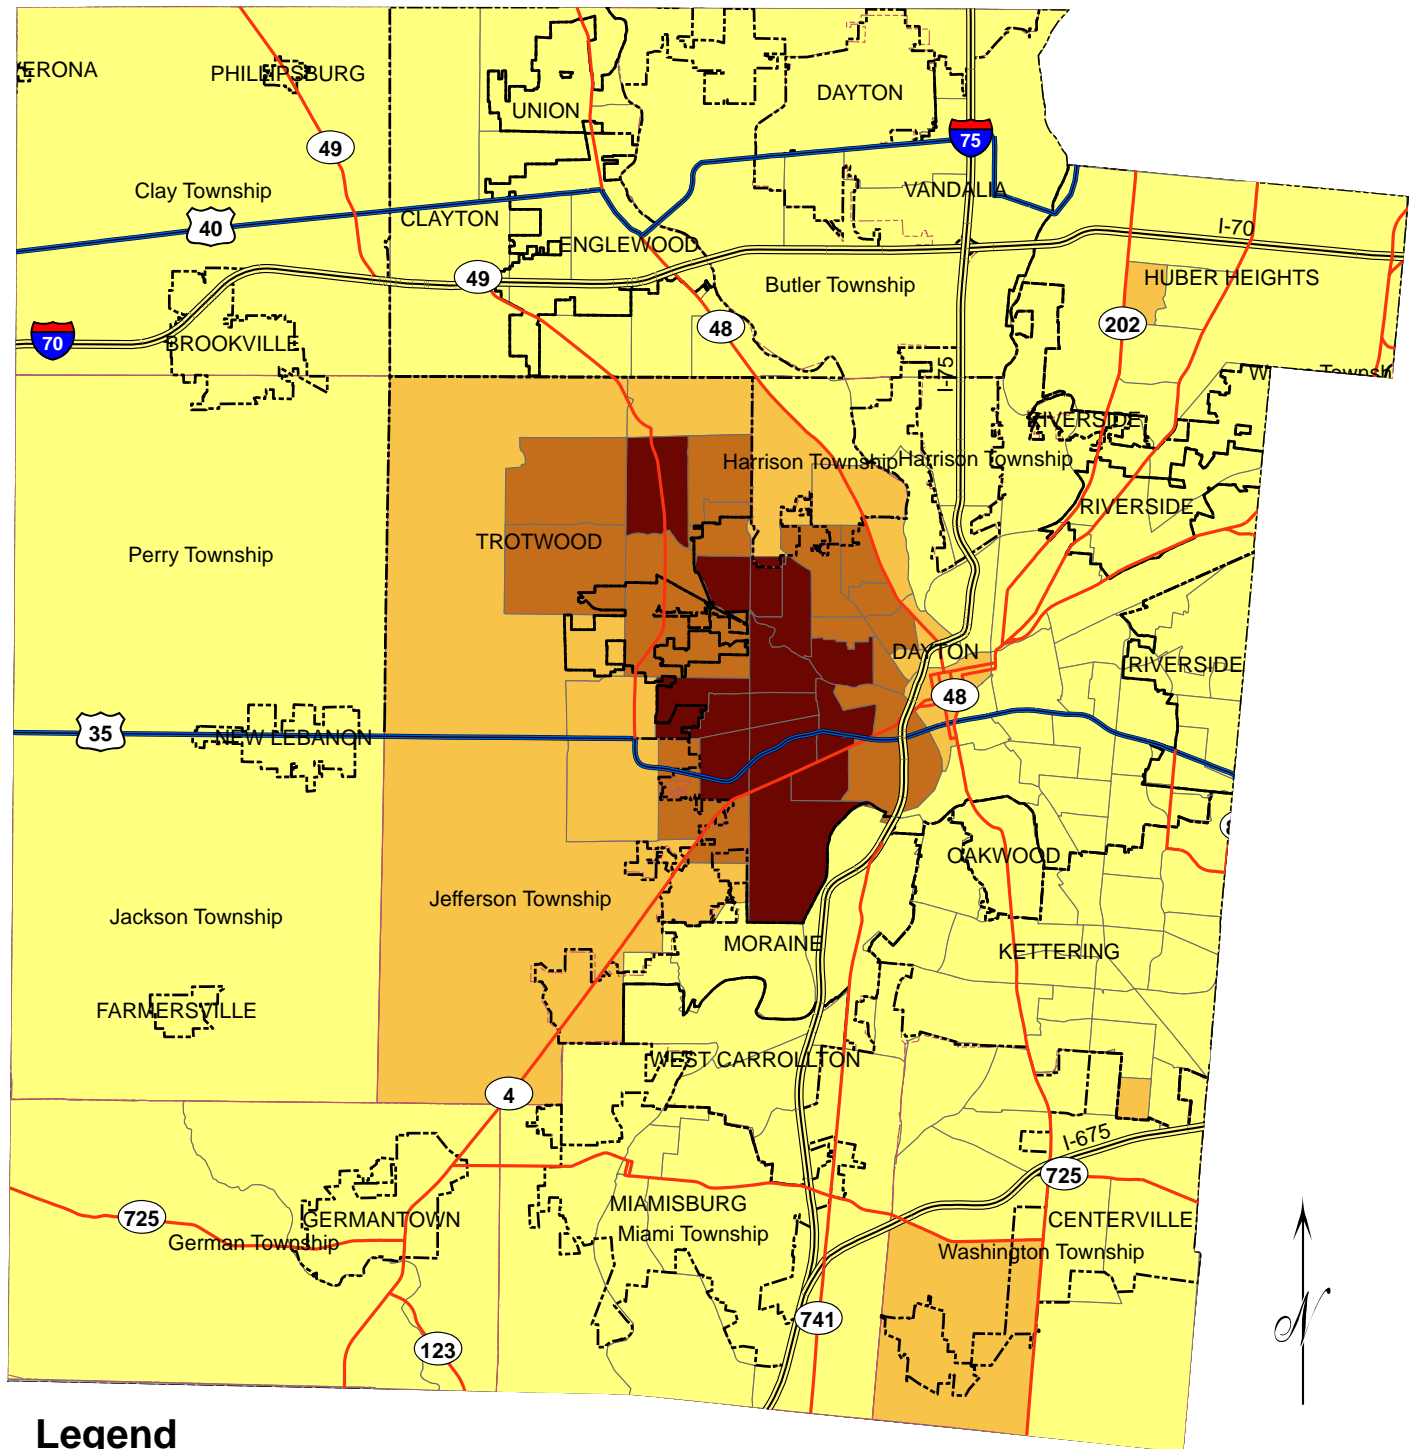 ERONA
PHILLIPSBURG
UNION
DAYTON
75
49
Clay Township
VANDALIA
40
CLAYTON
I-70
ENGLEWOOD
49
Butler Township
HUBER HEIGHTS
48
202
70
BROOKVILLE
I-75
RIVERSIDE
Harrison Township
Harrison Township
RIVERSIDE
TROTWOOD
Perry Township
DAYTON
RIVERSIDE
48
35
NEW LEBANON
OAKWOOD
Jefferson Township
Jackson Township
MORAINE
KETTERING
FARMERSVILLE
WEST CARROLLTON
4
I-675
725
MIAMISBURG
725
GERMANTOWN
CENTERVILLE
Miami Township
German Township
Washington Township
741
123
N
Legend